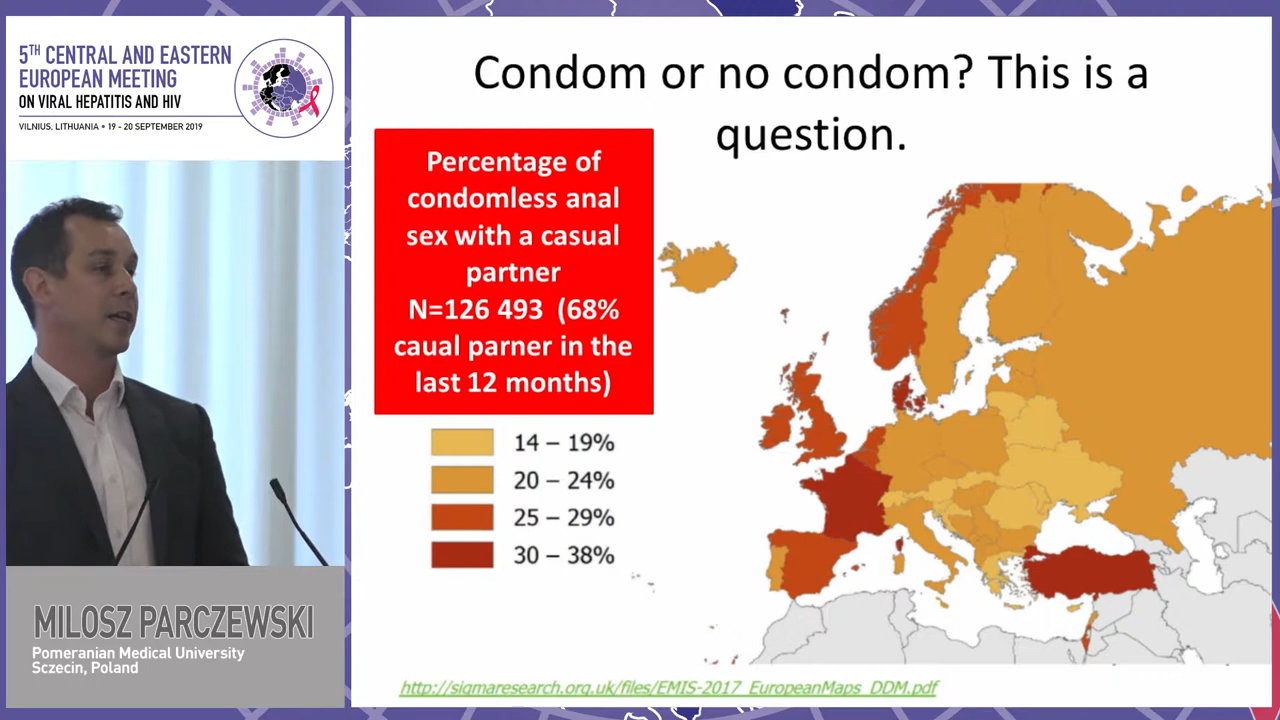 5TH CENTRAL AND EASTERN
EUROPEAN MEETING
ON VIRAL HEPATITIS AND HIV
VILNIUS, LITHUANIA • 19 - 20 SEPTEMBER 2019
MILOSZ PARCZEWSKI
Pomeranian Medical University
Sczecin, Poland
Condom or no condom? This is a
question.
Percentage of
condomless anal
sex with a casual
partner
N=126 493 (68%
caual parner in the
last 12 months)
14 – 19%
20 – 24%
25 – 29%
30 – 38%
http://sigmaresearch.org.uk/files/EMIS-2017_EuropeanMaps_DDM.pdf